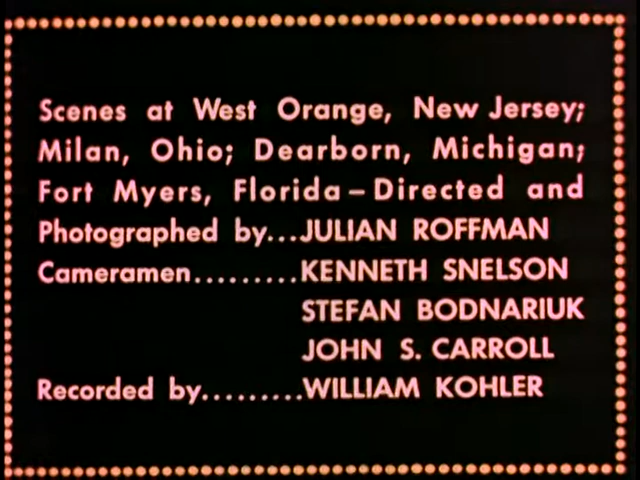 Scenes at West Orange, New Jersey;
Milan, Ohio; Dearborn, Michigan;
Fort Myers, Florida – Directed and
Photographed by...JULIAN ROFFMAN
Cameramen.........KENNETH SNELSON
STEFAN BODNARIUK
JOHN S. CARROLL
Recorded by.........WILLIAM KOHLER